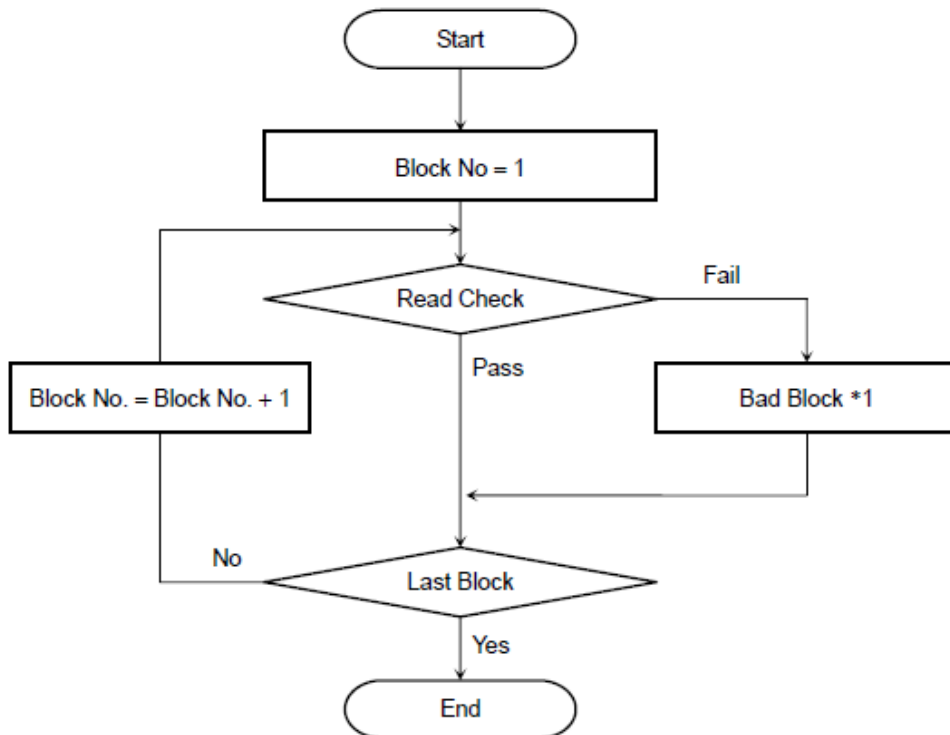 Start
Block No = 1
Read Check
Fail
Pass
Block No. = Block No. + 1
Bad Block *1
No
Last Block
Yes
End